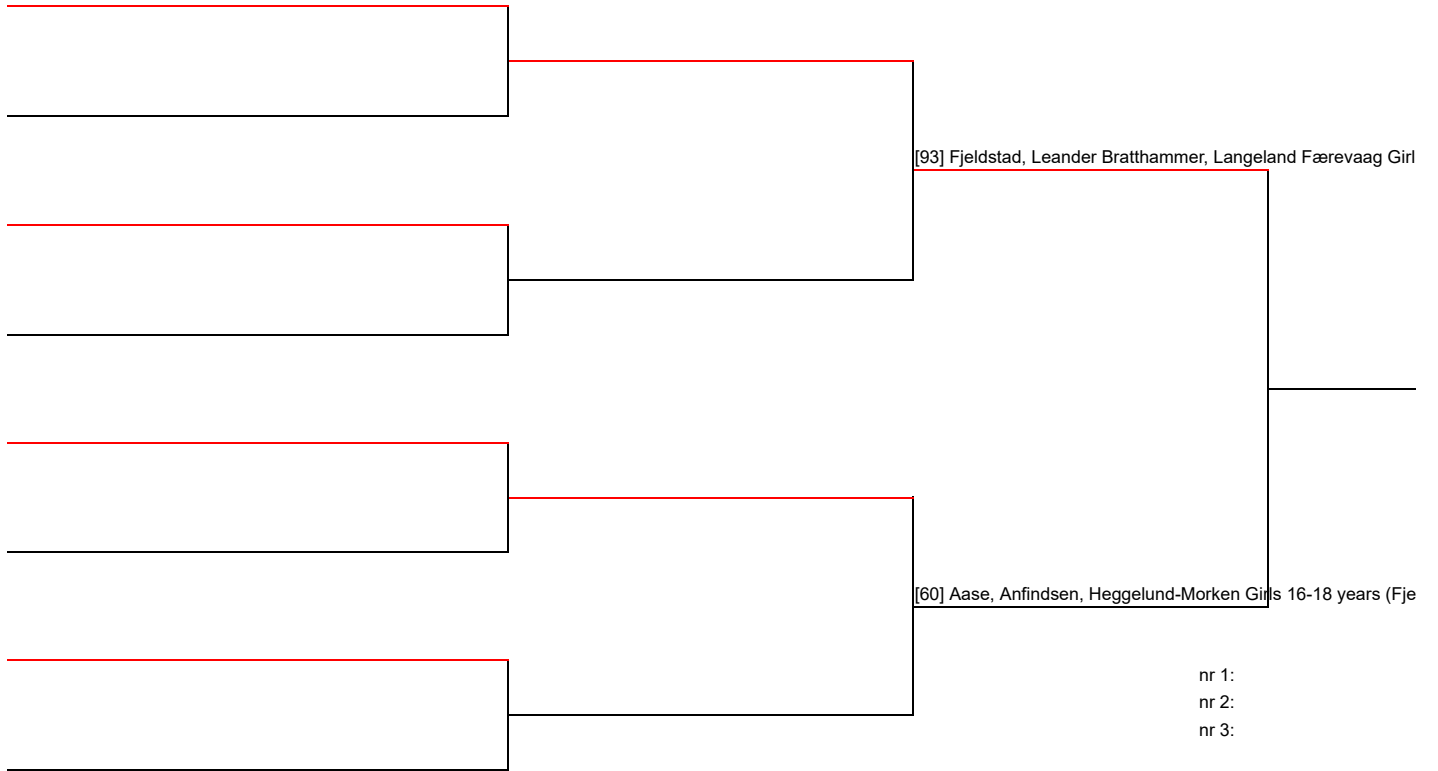 [93] Fjeldstad, Leander Bratthammer, Langeland Færevaag Girl
[60] Aase, Anfindsen, Heggelund-Morken Girls 16-18 years (Fje
nr 1:
nr 2:
nr 3: